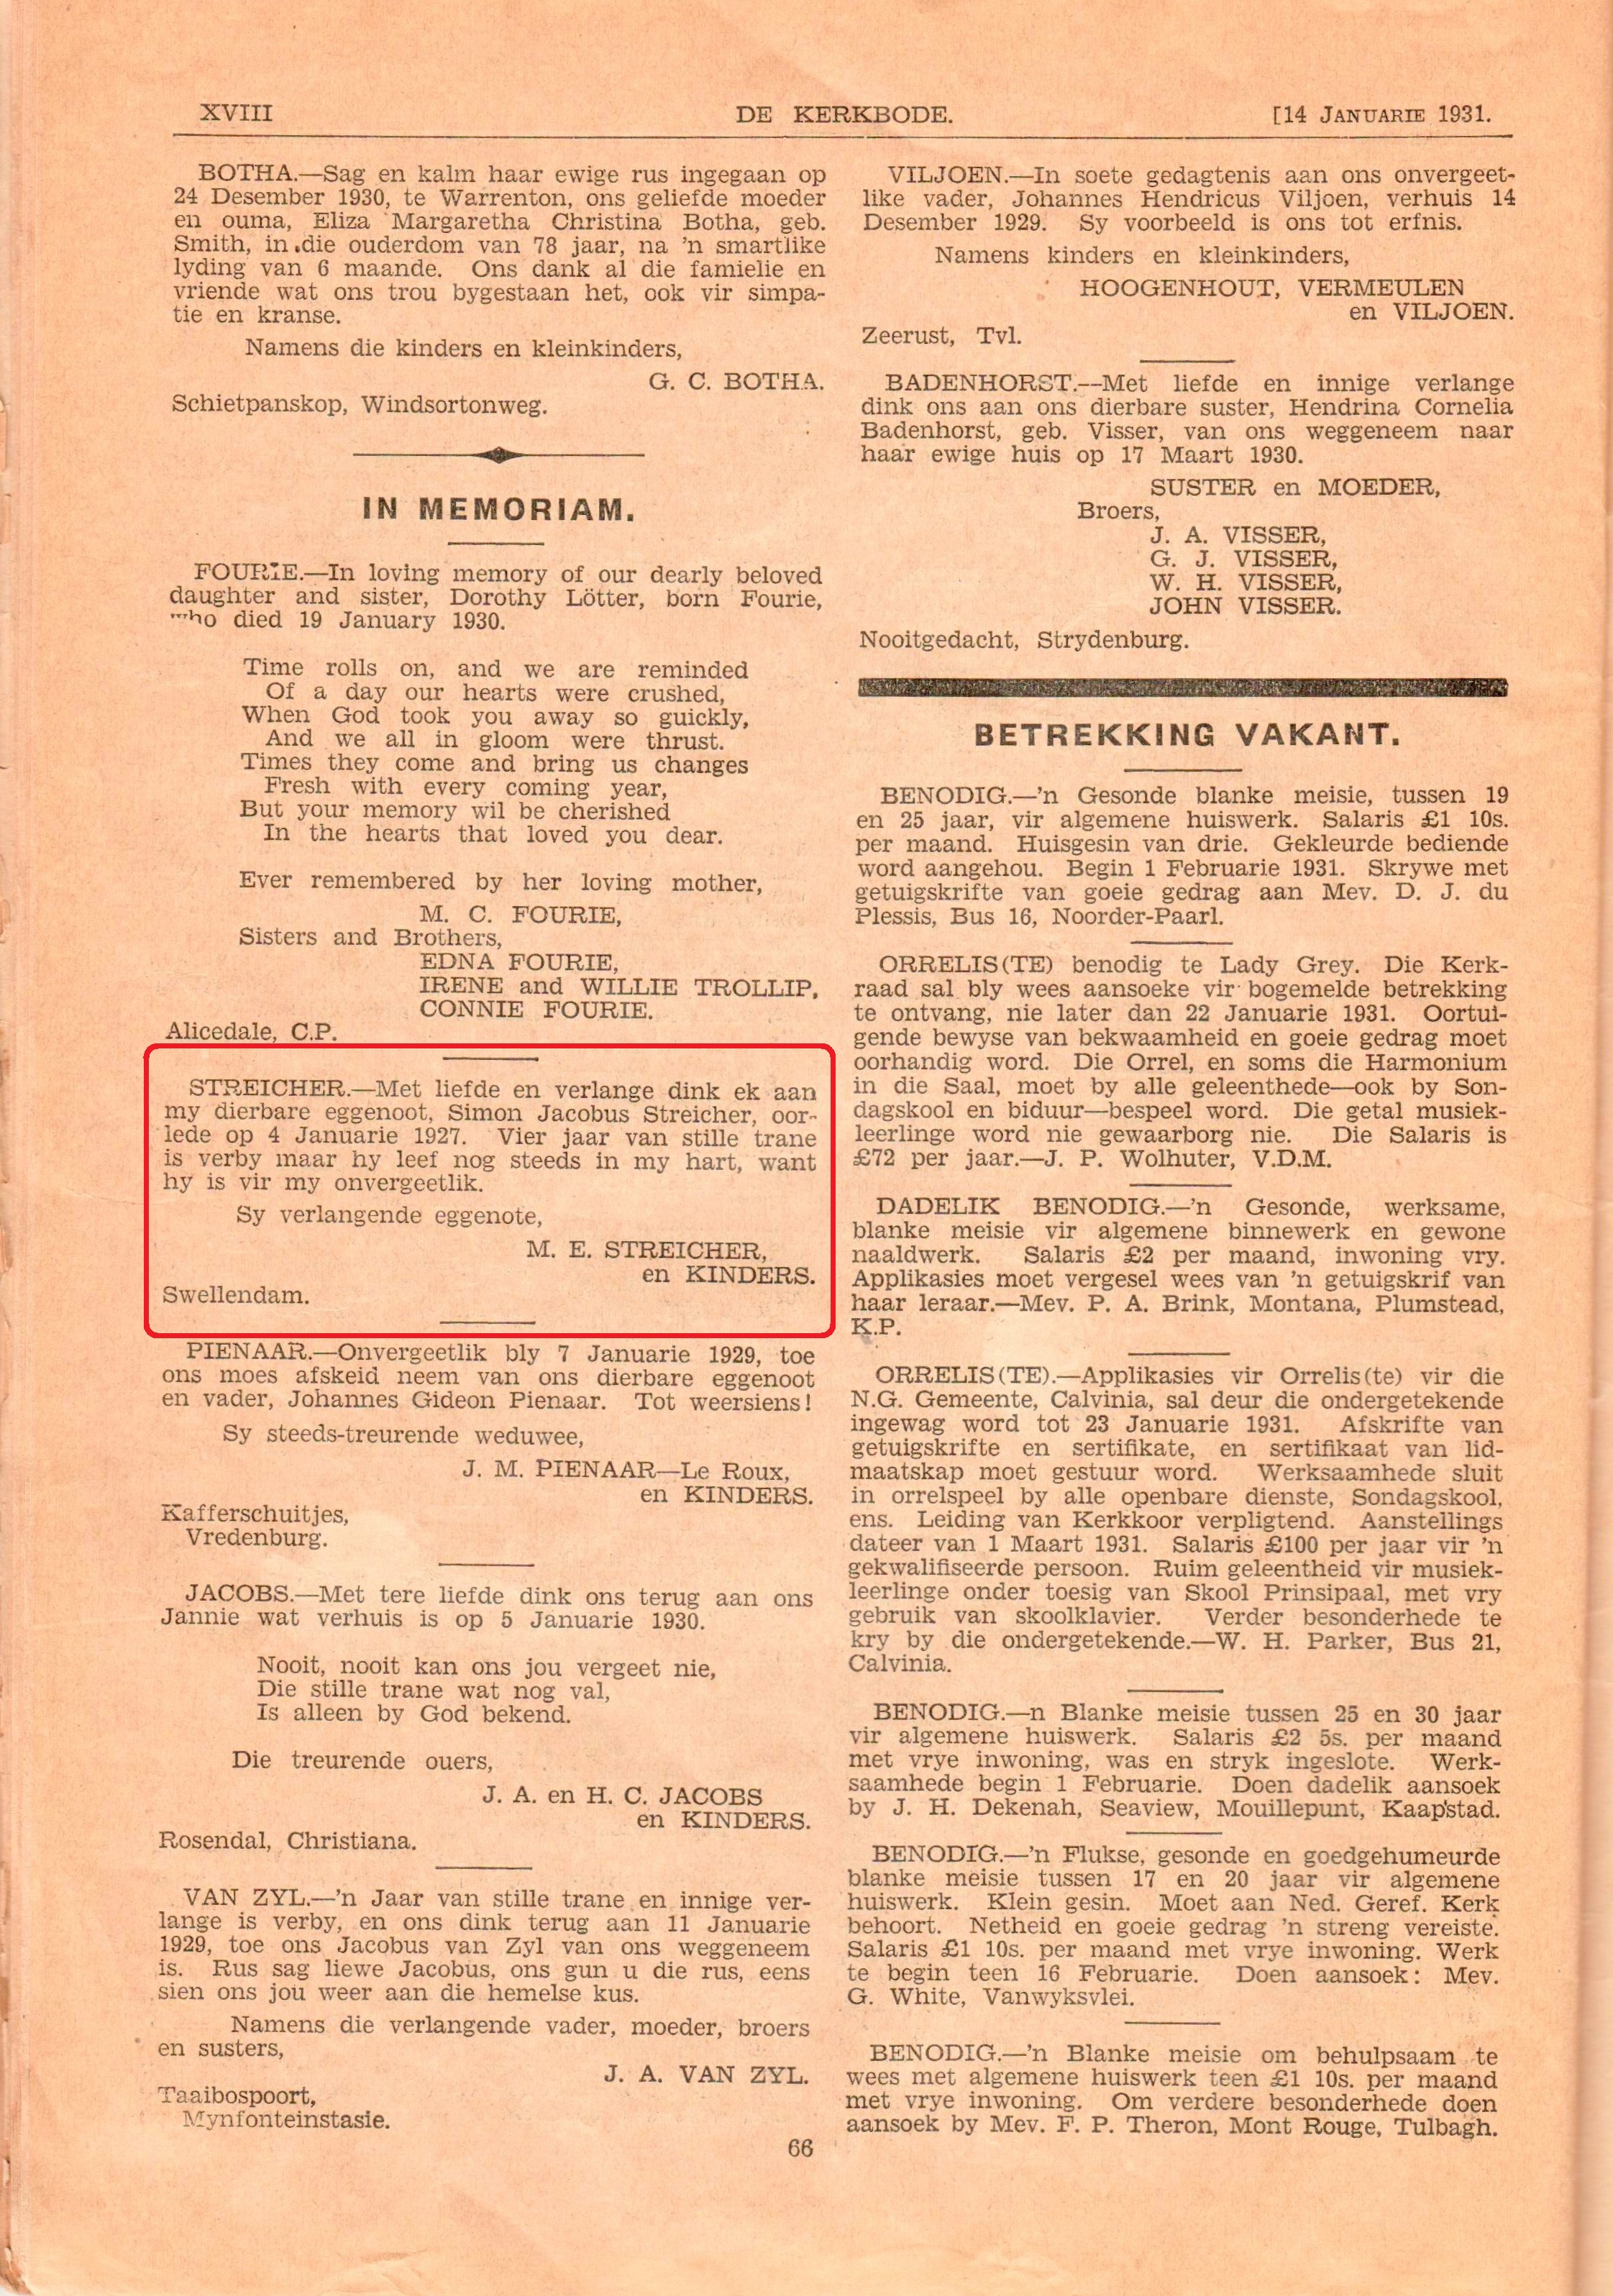 XVIII
DE KERKBODE.
[14 JANUARIE 1931.
BOTHA.—Sag en kalm haar ewige rus ingegaan op
24 Desember 1930, te Warrenton, ons geliefde moeder
en ouma, Eliza Margaretha Christina Botha, geb.
Smith, in die ouderdom van 78 jaar, na 'n smartlike
lyding van 6 maande. Ons dank al die famielie en
vriende wat ons trou bygestaan het, ook vir simpa-
tie en kranse.
Namens die kinders en kleinkinders,
G. C. BOTHA.
Schietpanskop, Windsortonweg.
IN MEMORIAM.
FOURIE.—In loving memory of our dearly beloved
daughter and sister, Dorothy Lötter, born Fourie,
who died 19 January 1930.
Time rolls on, and we are reminded
Of a day our hearts were crushed,
When God took you away so guickly,
And we all in gloom were thrust.
Times they come and bring us changes
Fresh with every coming year,
But your memory wil be cherished
In the hearts that loved you dear.
Ever remembered by her loving mother,
M. C. FOURIE,
Sisters and Brothers,
EDNA FOURIE,
IRENE and WILLIE TROLLIP,
CONNIE FOURIE.
Alicedale, C.P.
STREICHER.—Met liefde en verlange dink ek aan
my dierbare eggenoot, Simon Jacobus Streicher, oor-
lede op 4 Januarie 1927. Vier jaar van stille trane
is verby maar hy leef nog steeds in my hart, want
hy is vir my onvergeetlik.
Sy verlangende eggenote,
M. E. STREICHER,
en KINDERS.
Swellendam.
PIENAAR.—Onvergeetlik bly 7 Januarie 1929, toe
ons moes afskeid neem van ons dierbare eggenoot
en vader, Johannes Gideon Pienaar. Tot weersiens!
Sy steeds-treurende weduwee,
J. M. PIENAAR—Le Roux,
en KINDERS.
Kafferschuitjes,
Vredenburg.
JACOBS.—Met tere liefde dink ons terug aan ons
Jannie wat verhuis is op 5 Januarie 1930.
Nooit, nooit kan ons jou vergeet nie,
Die stille trane wat nog val,
Is alleen by God bekend.
Die treurende ouers,
J. A. en H. C. JACOBS
en KINDERS.
Rosendal, Christiana.
VAN ZYL.—'n Jaar van stille trane en innige ver-
lange is verby, en ons dink terug aan 11 Januarie
1929, toe ons Jacobus van Zyl van ons weggeneem
is. Rus sag liewe Jacobus, ons gun u die rus, eens
sien ons jou weer aan die hemelse kus.
Namens die verlangende vader, moeder, broers
en susters,
J. A. VAN ZYL.
Taaibospoort,
Mynfonteinstasie.
VILJOEN.—In soete gedagtenis aan ons onvergeet-
like vader, Johannes Hendricus Viljoen, verhuis 14
Desember 1929. Sy voorbeeld is ons tot erfnis.
Namens kinders en kleinkinders,
HOOGENHOUT, VERMEULEN
en VILJOEN.
Zeerust, Tvl.
BADENHORST.—Met liefde en innige verlange
dink ons aan ons dierbare suster, Hendrina Cornelia
Badenhorst, geb. Visser, van ons weggeneem naar
haar ewige huis op 17 Maart 1930.
SUSTER en MOEDER,
Broers,
J. A. VISSER,
G. J. VISSER,
W. H. VISSER,
JOHN VISSER.
Nooitgedacht, Strydenburg.
BETREKKING VAKANT.
BENODIG.—'n Gesonde blanke meisie, tussen 19
en 25 jaar, vir algemene huiswerk. Salaris £1 10s.
per maand. Huisgesin van drie. Gekleurde bediende
word aangehou. Begin 1 Februarie 1931. Skrywe met
getuigskrifte van goeie gedrag aan Mev. D. J. du
Plessis, Bus 16, Noorder-Paarl.
ORRELIS(TE) benodig te Lady Grey. Die Kerk-
raad sal bly wees aansoeke vir bogemelde betrekking
te ontvang, nie later dan 22 Januarie 1931. Oortui-
gende bewyse van bekwaamheid en goeie gedrag moet
oorhandig word. Die Orrel, en soms die Harmonium
in die Saal, moet by alle geleenthede—ook by Son-
dagskool en biduur—bespeel word. Die getal musiek-
leerlinge word nie gewaarborg nie. Die Salaris is
£72 per jaar.—J. P. Wolhuter, V.D.M.
DADELIK BENODIG.—'n Gesonde, werksame,
blanke meisie vir algemene binnewerk en gewone
naaldwerk. Salaris £2 per maand, inwoning vry.
Applikasies moet vergesel wees van 'n getuigskrif van
haar leraar.—Mev. P. A. Brink, Montana, Plumstead,
K.P.
ORRELIS(TE).—Applikasies vir Orrelis(te) vir die
N.G. Gemeente, Calvinia, sal deur die ondergetekende
ingewag word tot 23 Januarie 1931. Afskrifte van
getuigskrifte en sertifikate, en sertifikaat van lid-
maatskap moet gestuur word. Werksaamhede sluit
in orrelspeel by alle openbare dienste, Sondagskool,
ens. Leiding van Kerkkoor verpligtend. Aanstellings
dateer van 1 Maart 1931. Salaris £100 per jaar vir 'n
gekwalifiseerde persoon. Ruim geleentheid vir musiek-
leerlinge onder toesig van Skool Prinsipaal, met vry
gebruik van skoolklavier. Verder besonderhede te
kry by die ondergetekende.—W. H. Parker, Bus 21,
Calvinia.
BENODIG.—n Blanke meisie tussen 25 en 30 jaar
vir algemene huiswerk. Salaris £2 5s. per maand
met vrye inwoning, was en stryk ingeslote. Werk-
saamhede begin 1 Februarie. Doen dadelik aansoek
by J. H. Dekenah, Seaview, Mouillepunt, Kaapstad.
BENODIG.—'n Flukse, gesonde en goedgehumeurde
blanke meisie tussen 17 en 20 jaar vir algemene
huiswerk. Klein gesin. Moet aan Ned. Geref. Kerk
behoort. Netheid en goeie gedrag 'n streng vereiste.
Salaris £1 10s. per maand met vrye inwoning. Werk
te begin teen 16 Februarie. Doen aansoek: Mev.
G. White, Vanwyksvlei.
BENODIG.—'n Blanke meisie om behulpsaam te
wees met algemene huiswerk teen £1 10s. per maand
met vrye inwoning. Om verdere besonderhede doen
aansoek by Mev. F. P. Theron, Mont Rouge, Tulbagh.
66